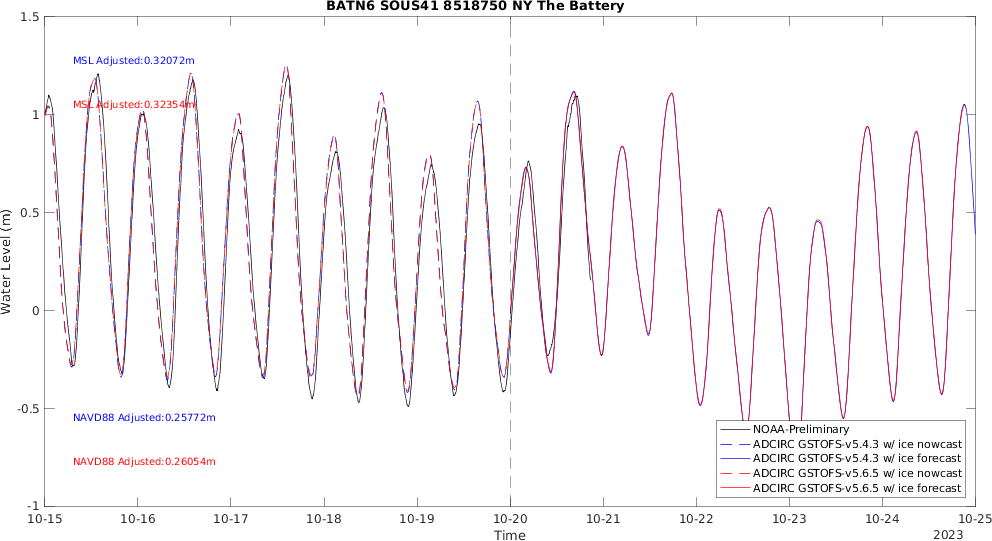 BATN6 SOUS41 8518750 NY The Battery
1.5
MSL Adjusted:0.32072m
MSL Adjusted:0.32354m
1
0.5
Water Level (m)
0
-0.5
NAVD88 Adjusted:0.25772m
NOAA-Preliminary
ADCIRC GSTOFS-v5.4.3 w/ ice nowcast
ADCIRC GSTOFS-v5.4.3 w/ ice forecast
NAVD88 Adjusted:0.26054m
ADCIRC GSTOFS-v5.6.5 w/ ice nowcast
ADCIRC GSTOFS-v5.6.5 w/ ice forecast
-1
10-15 10-16 10-17 10-18 10-19 10-20 10-21 10-22 10-23 10-24 10-25
Time
2023